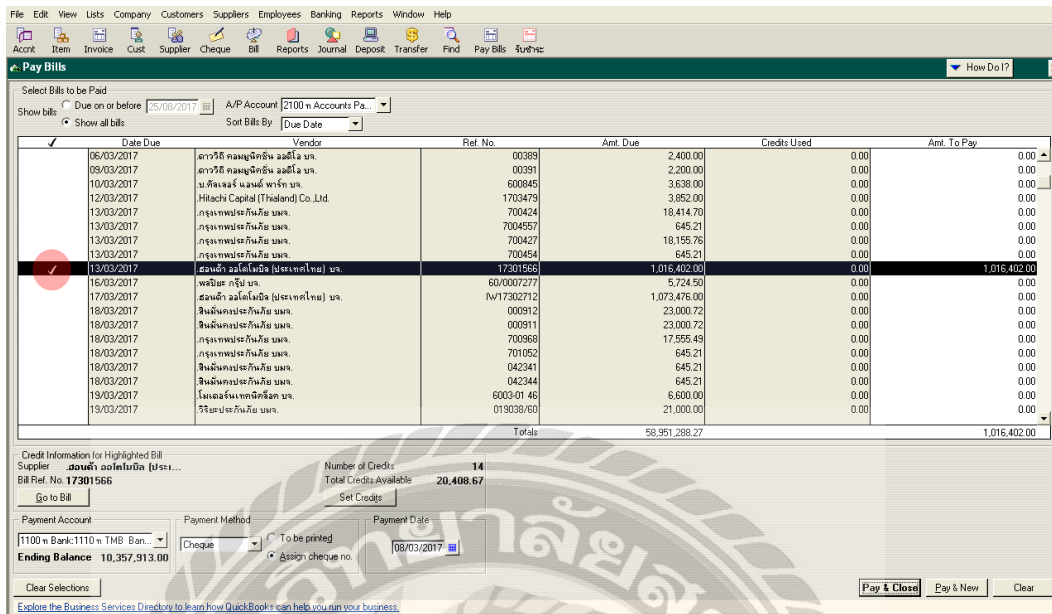 File Edit View Lists Company Customers Suppliers Employees Banking Reports Window Help
Accnt Item Invoice Cust Supplier Cheque Bill Reports Journal Deposit Transfer Find Pay Bills รับชำระ
Pay Bills How Do I?
Select Bills to be Paid
Show bills Due on or before 25/08/2017 A/P Account 2100 n Accounts Pa...
Show all bills Sort Bills By Due Date
✓ Date Due Vendor Ref. No. Amt. Due Credits Used Amt. To Pay
06/03/2017 .ดาววิถี คอมมูนิเคชั่น ออดิโอ บจ. 00389 2,400.00 0.00 0.00
09/03/2017 .ดาววิถี คอมมูนิเคชั่น ออดิโอ บจ. 00391 2,200.00 0.00 0.00
10/03/2017 .บ.คัลเลอร์ แอนด์ พาร์ท บจ. 600845 3,638.00 0.00 0.00
12/03/2017 .Hitachi Capital (Thialand) Co.,Ltd. 1703479 3,852.00 0.00 0.00
13/03/2017 .กรุงเทพประกันภัย บมจ. 700424 18,414.70 0.00 0.00
13/03/2017 .กรุงเทพประกันภัย บมจ. 7004557 645.21 0.00 0.00
13/03/2017 .กรุงเทพประกันภัย บมจ. 700427 18,155.76 0.00 0.00
13/03/2017 .กรุงเทพประกันภัย บมจ. 700454 645.21 0.00 0.00
✓ 13/03/2017 .ฮอนด้า ออโตโมบิล (ประเทศไทย) บจ. 17301566 1,016,402.00 0.00 1,016,402.00
16/03/2017 .พลปิยะ กรุ๊ป บจ. 60/0007277 5,724.50 0.00 0.00
17/03/2017 .ฮอนด้า ออโตโมบิล (ประเทศไทย) บจ. IW17302712 1,073,476.00 0.00 0.00
18/03/2017 .สินมั่นคงประกันภัย บมจ. 000912 23,000.72 0.00 0.00
18/03/2017 .สินมั่นคงประกันภัย บมจ. 000911 23,000.72 0.00 0.00
18/03/2017 .กรุงเทพประกันภัย บมจ. 700968 17,555.49 0.00 0.00
18/03/2017 .กรุงเทพประกันภัย บมจ. 701052 645.21 0.00 0.00
18/03/2017 .สินมั่นคงประกันภัย บมจ. 042341 645.21 0.00 0.00
18/03/2017 .สินมั่นคงประกันภัย บมจ. 042344 645.21 0.00 0.00
19/03/2017 .โมเดอร์นเทคนิคช็อค บจ. 6003-01 46 6,600.00 0.00 0.00
19/03/2017 .วิริยะประกันภัย บมจ. 019038/60 21,000.00 0.00 0.00
Totals 58,951,288.27 1,016,402.00
Credit Information for Highlighted Bill
Supplier .ฮอนด้า ออโตโมบิล (ประเ... Number of Credits 14
Bill Ref. No. 17301566 Total Credits Available 20,408.67
Go to Bill Set Credits
Payment Account Payment Method Payment Date
1100 n Bank:1110 n TMB Ban... Cheque To be printed 08/03/2017
Ending Balance 10,357,913.00 Assign cheque no.
Clear Selections Pay & Close Pay & New Clear
Explore the Business Services Directory to learn how QuickBooks can help you run your business.